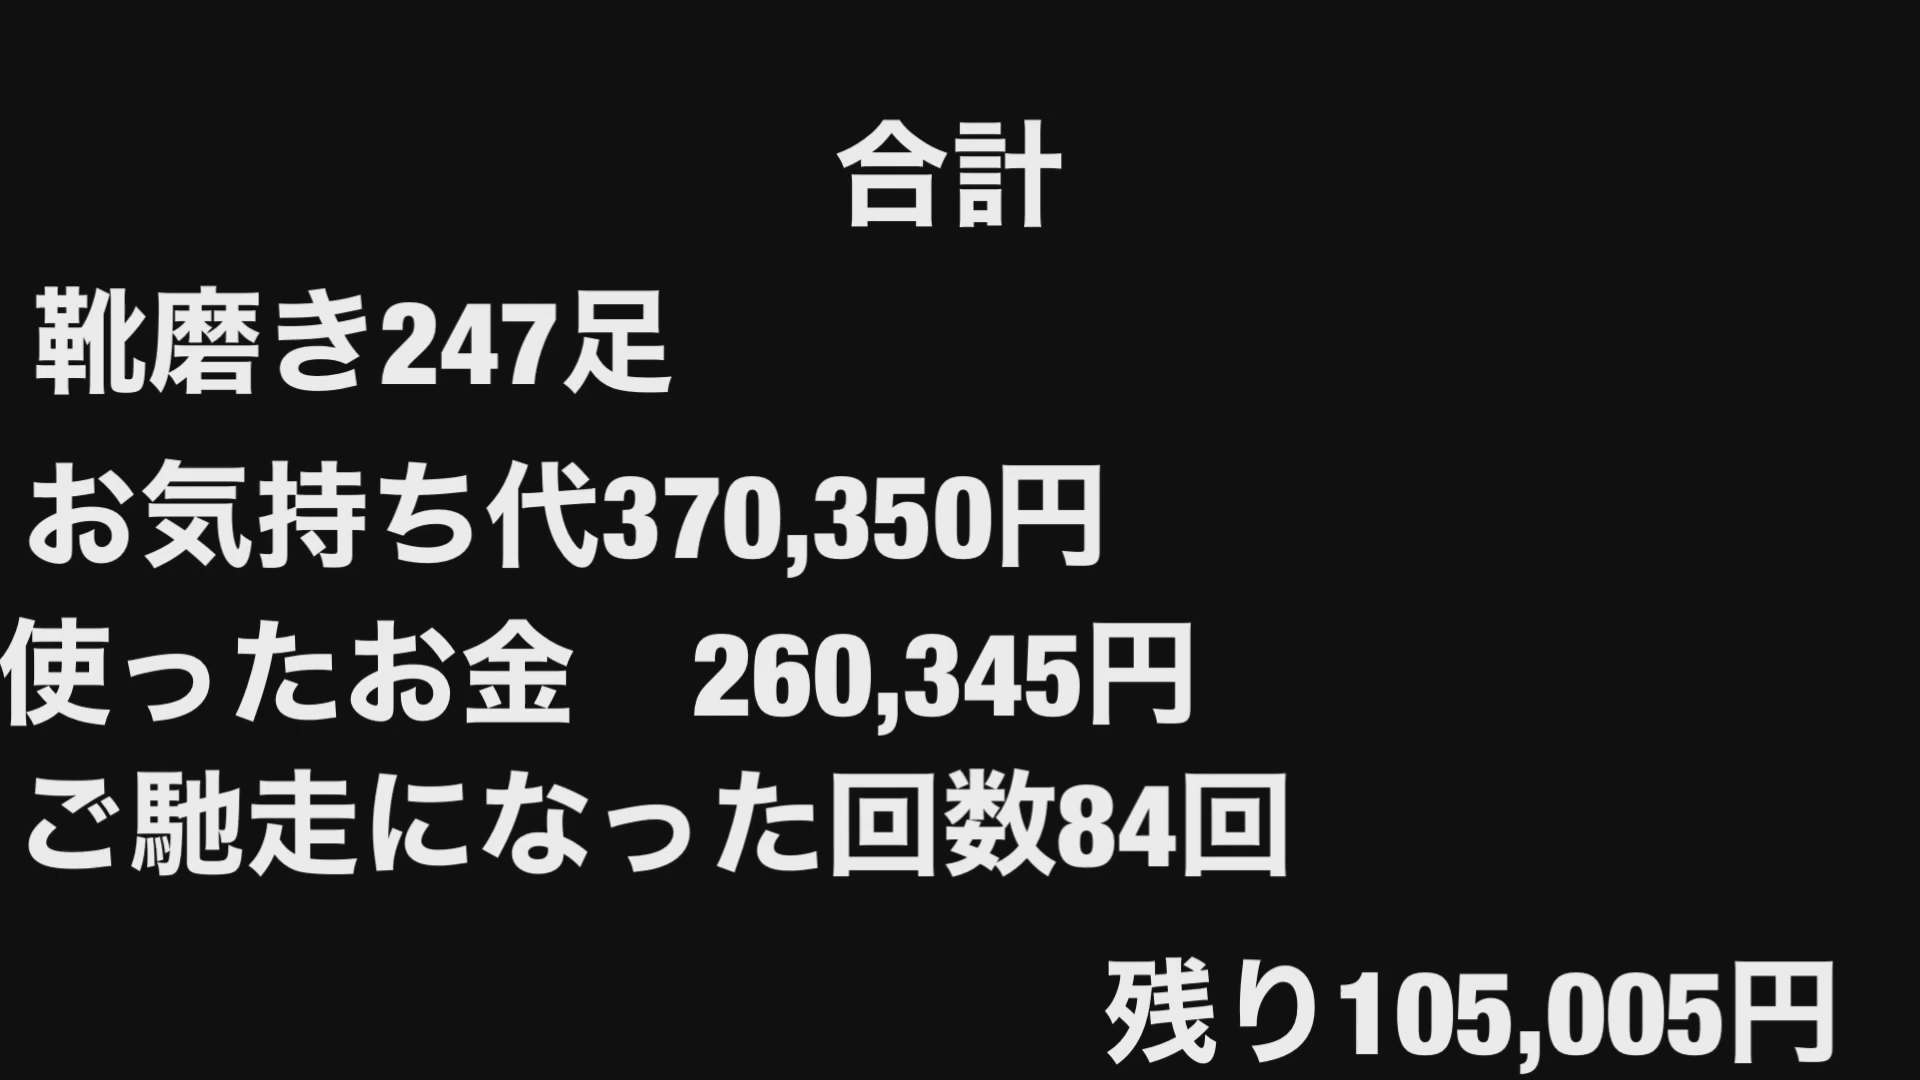 合計
靴磨き247足
お気持ち代370,350円
使ったお金　260,345円
ご馳走になった回数84回
残り105,005円